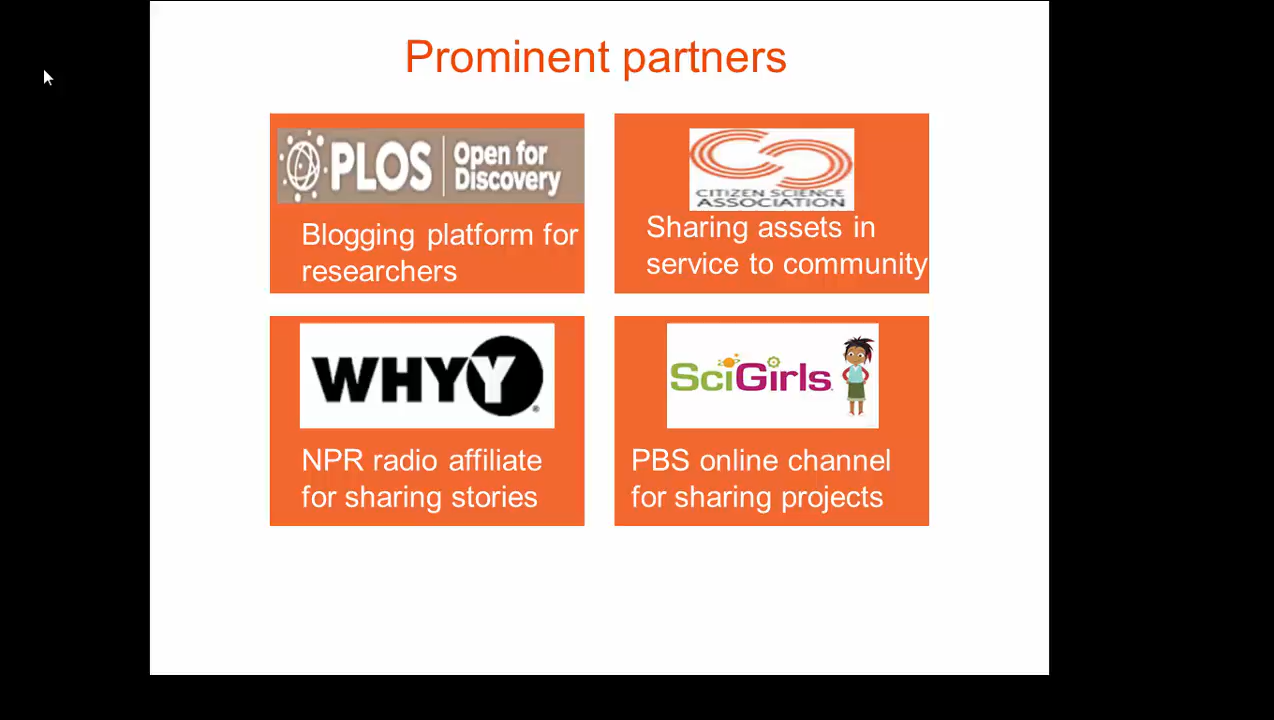 Prominent partners
PLOS
Open for
Discovery
Blogging platform for
researchers
CITIZEN SCIENCE
ASSOCIATION
Sharing assets in
service to community
WHYY
®
NPR radio affiliate
for sharing stories
SciGirls
PBS online channel
for sharing projects